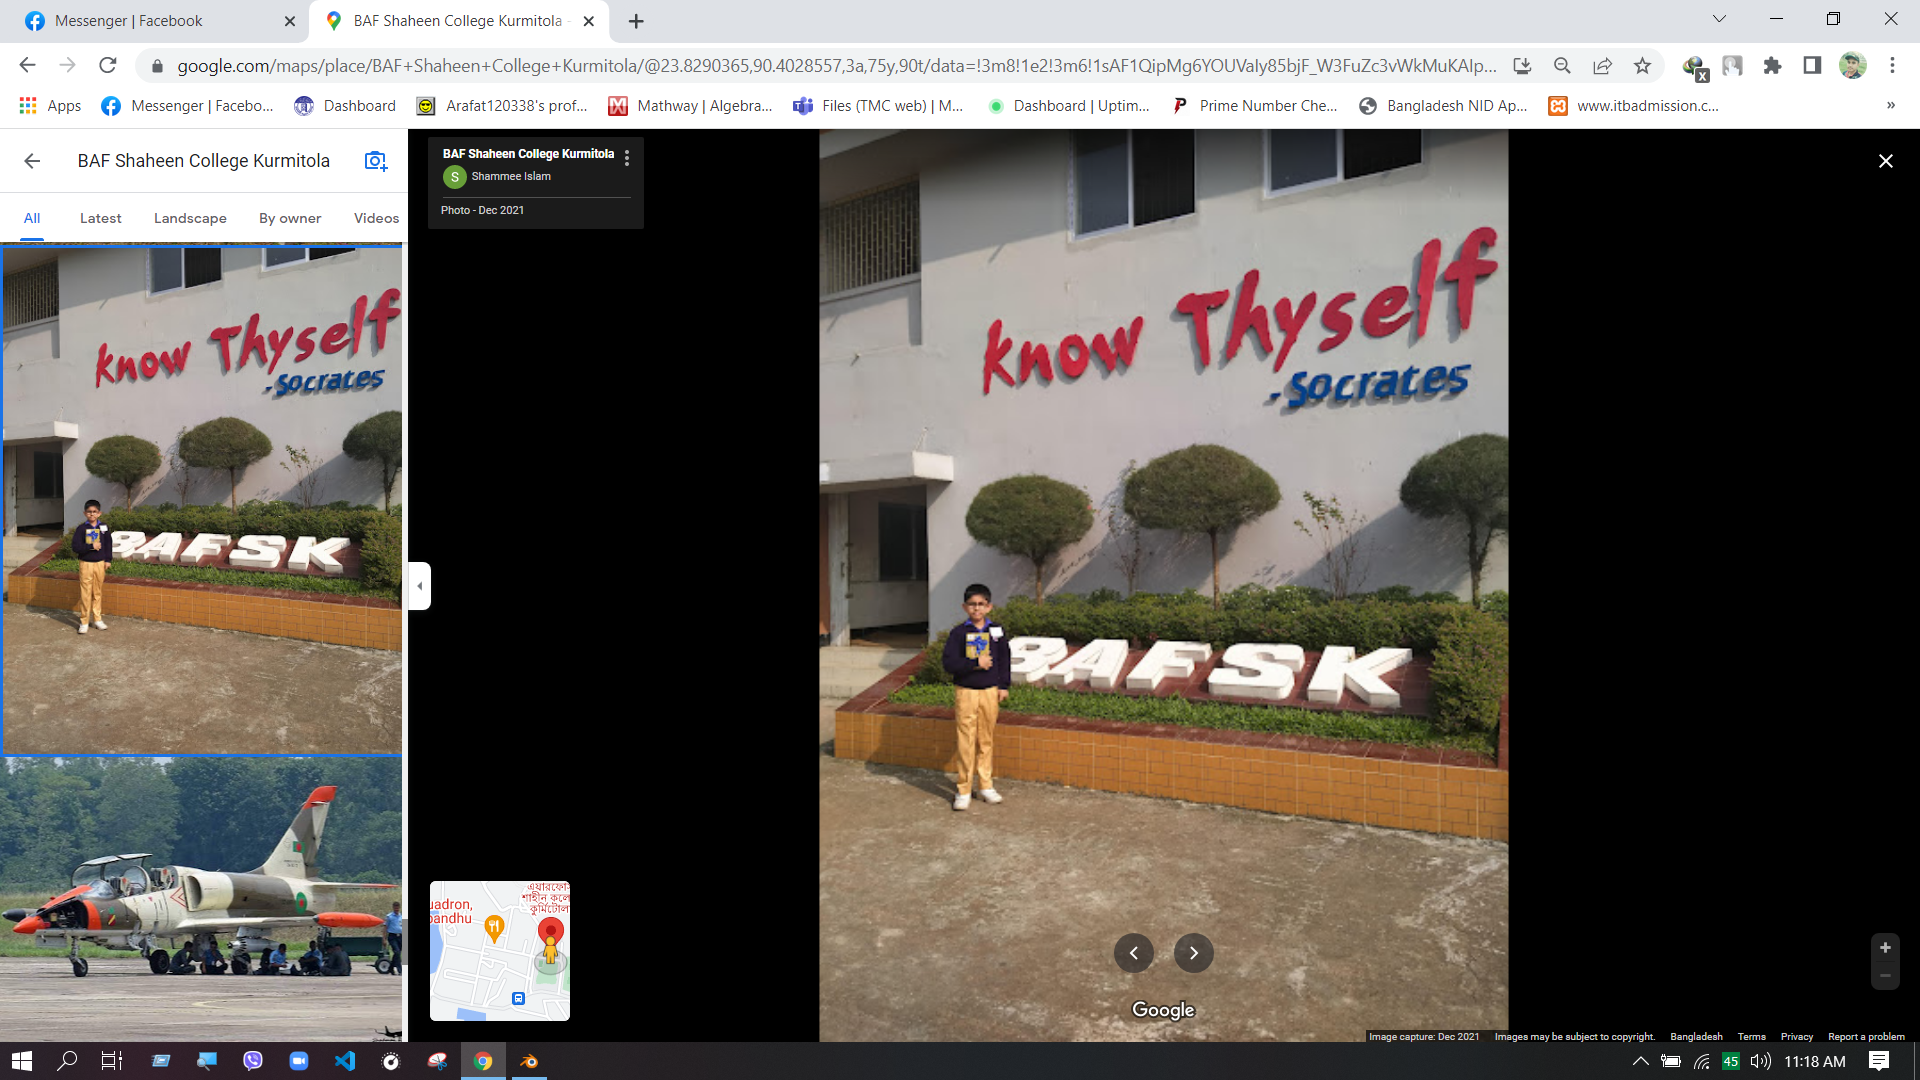 Messenger | Facebook
BAF Shaheen College Kurmitola -
google.com/maps/place/BAF+Shaheen+College+Kurmitola/@23.8290365,90.4028557,3a,75y,90t/data=!3m8!1e2!3m6!1sAF1QipMg6YOUValy85bjF_W3FuZc3vWkMuKAIp...
Apps
Messenger | Facebo...
Dashboard
Arafat120338's prof...
Mathway | Algebra...
Files (TMC web) | M...
Dashboard | Uptim...
Prime Number Che...
Bangladesh NID Ap...
www.itbadmission.c...
»
BAF Shaheen College Kurmitola
All
Latest
Landscape
By owner
Videos
know Thyself
-Socrates
BAFSK
BAF Shaheen College Kurmitola
S
Shammee Islam
Photo - Dec 2021
know Thyself
-Socrates
BAFSK
এয়ারফো
শাহীন কলে
কুর্মিটোল
uadron,
bandhu
Google
Image capture: Dec 2021
Images may be subject to copyright.
Bangladesh
Terms
Privacy
Report a problem
45
11:18 AM